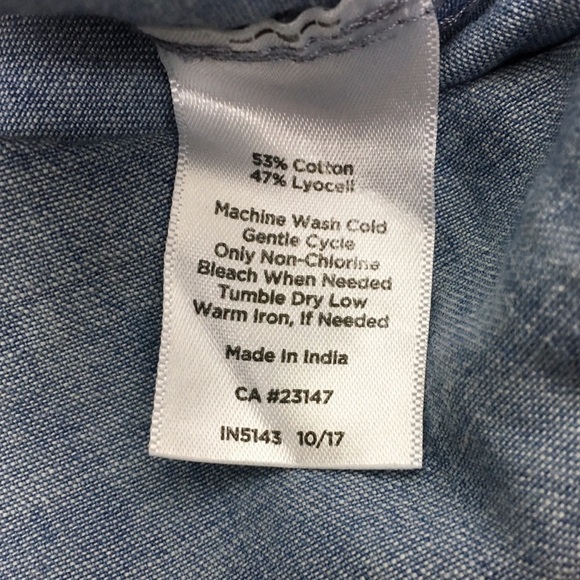 53% Cotton
47% Lyocell
Machine Wash Cold
Gentle Cycle
Only Non-Chlorine
Bleach When Needed
Tumble Dry Low
Warm Iron, If Needed
Made In India
CA #23147
IN5143 10/17